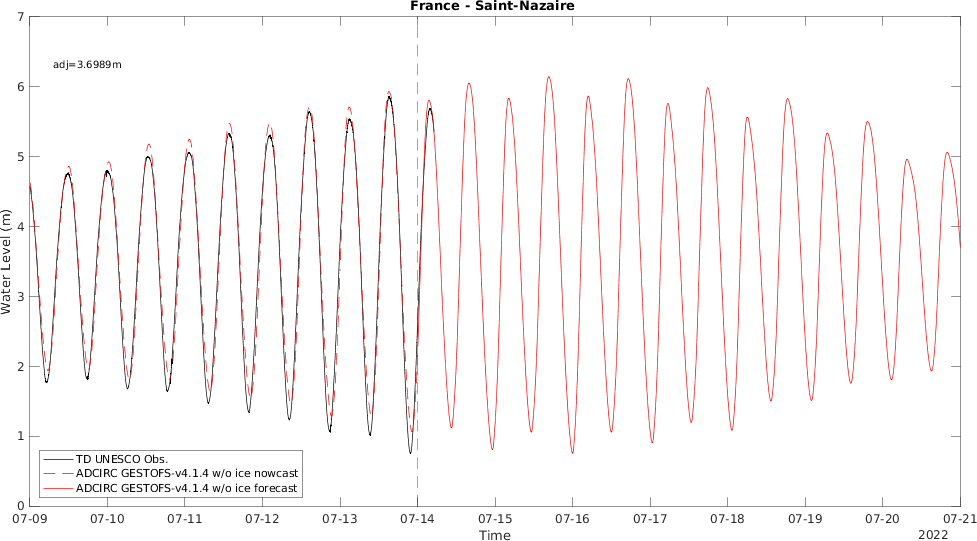 France - Saint-Nazaire
adj=3.6989m
7
6
5
4
3
2
1
0
Water Level (m)
TD UNESCO Obs.
ADCIRC GESTOFS-v4.1.4 w/o ice nowcast
ADCIRC GESTOFS-v4.1.4 w/o ice forecast
07-09 07-10 07-11 07-12 07-13 07-14 07-15 07-16 07-17 07-18 07-19 07-20 07-21
Time
2022